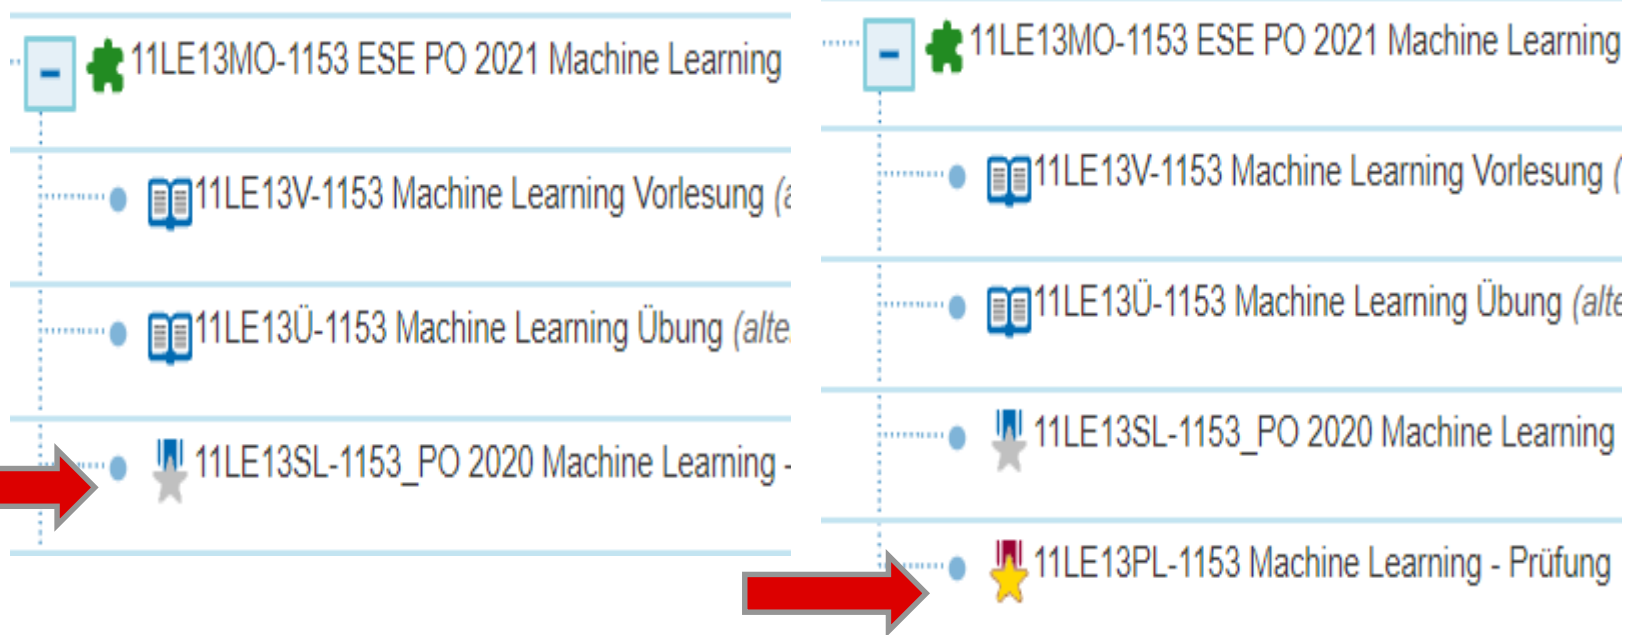 11LE13MO-1153 ESE PO 2021 Machine Learning
11LE13V-1153 Machine Learning Vorlesung (a
11LE13Ü-1153 Machine Learning Übung (alte
11LE13SL-1153_PO 2020 Machine Learning -
11LE13MO-1153 ESE PO 2021 Machine Learning
11LE13V-1153 Machine Learning Vorlesung (
11LE13Ü-1153 Machine Learning Übung (alte
11LE13SL-1153_PO 2020 Machine Learning
11LE13PL-1153 Machine Learning - Prüfung